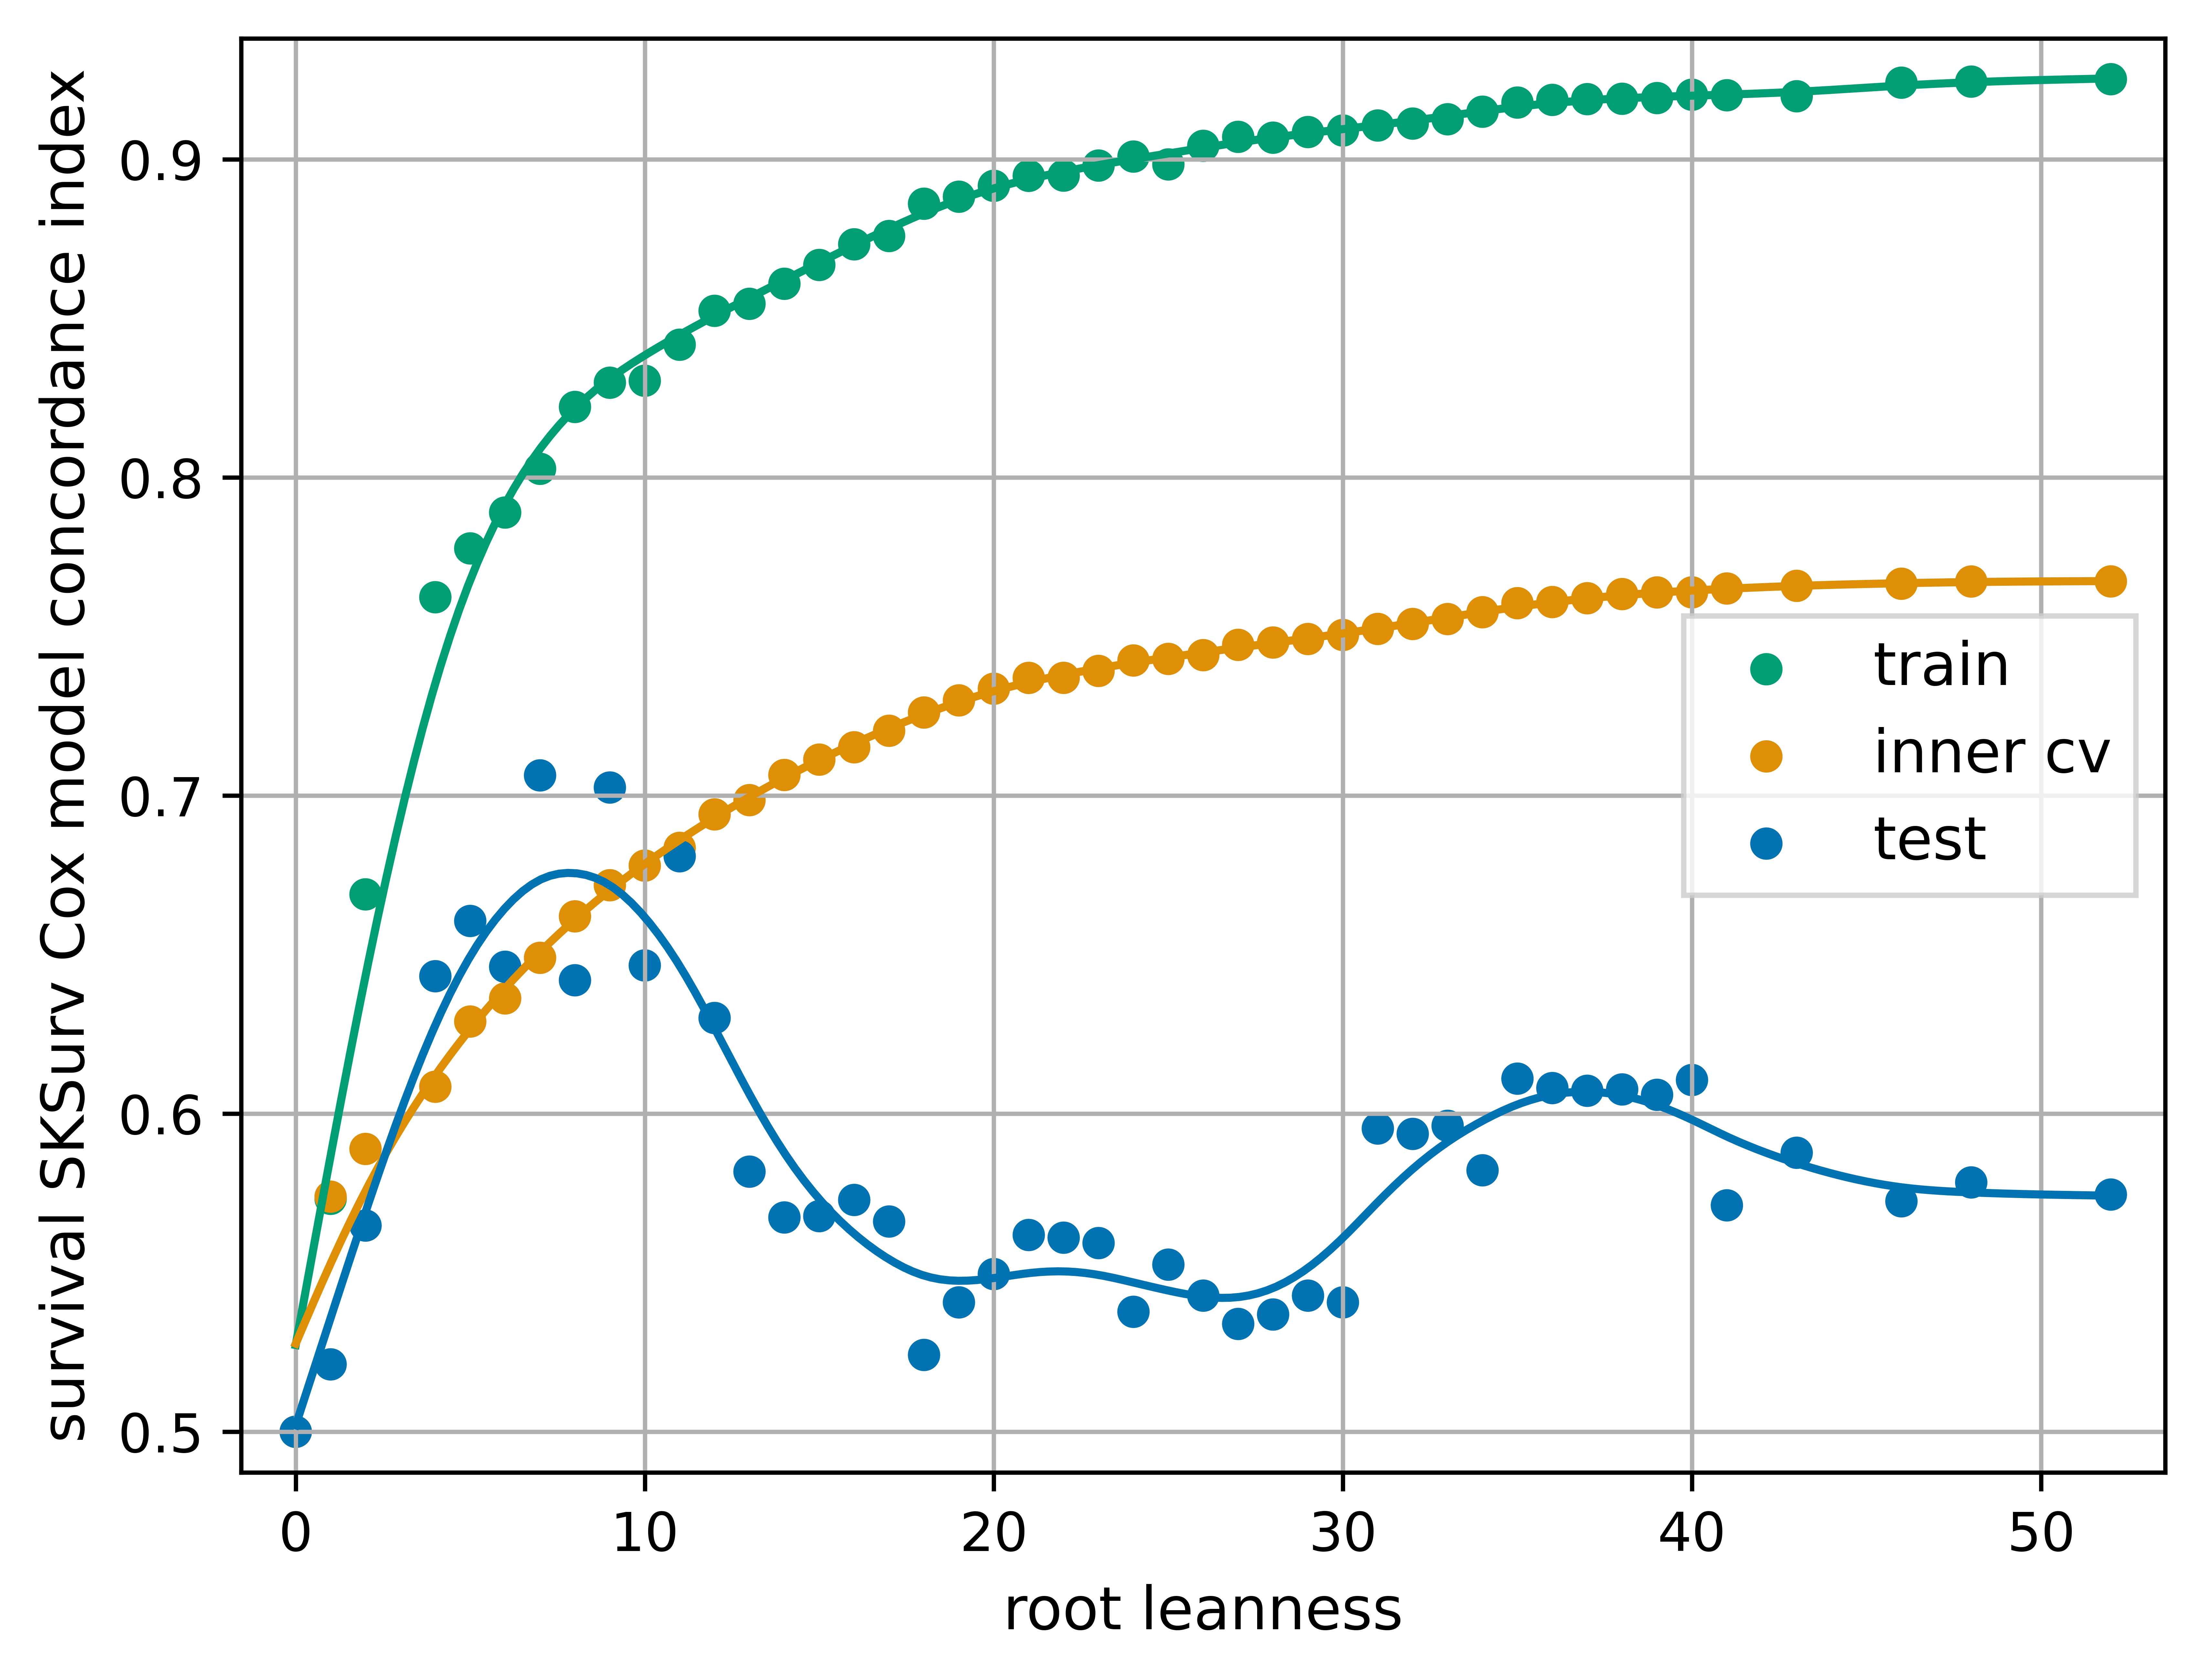 survival SKSurv Cox model concordance index
0.9
0.8
0.7
0.6
0.5
train
inner cv
test
0 10 20 30 40 50
root leanness